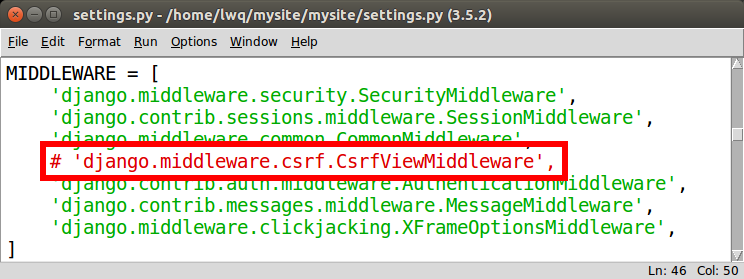 settings.py - /home/lwq/mysite/mysite/settings.py (3.5.2)
File Edit Format Run Options Window Help
MIDDLEWARE = [
    'django.middleware.security.SecurityMiddleware',
    'django.contrib.sessions.middleware.SessionMiddleware',
    'django.middleware.common.CommonMiddleware',
    # 'django.middleware.csrf.CsrfViewMiddleware',
    'django.contrib.auth.middleware.AuthenticationMiddleware',
    'django.contrib.messages.middleware.MessageMiddleware',
    'django.middleware.clickjacking.XFrameOptionsMiddleware',
]
Ln: 46 Col: 50